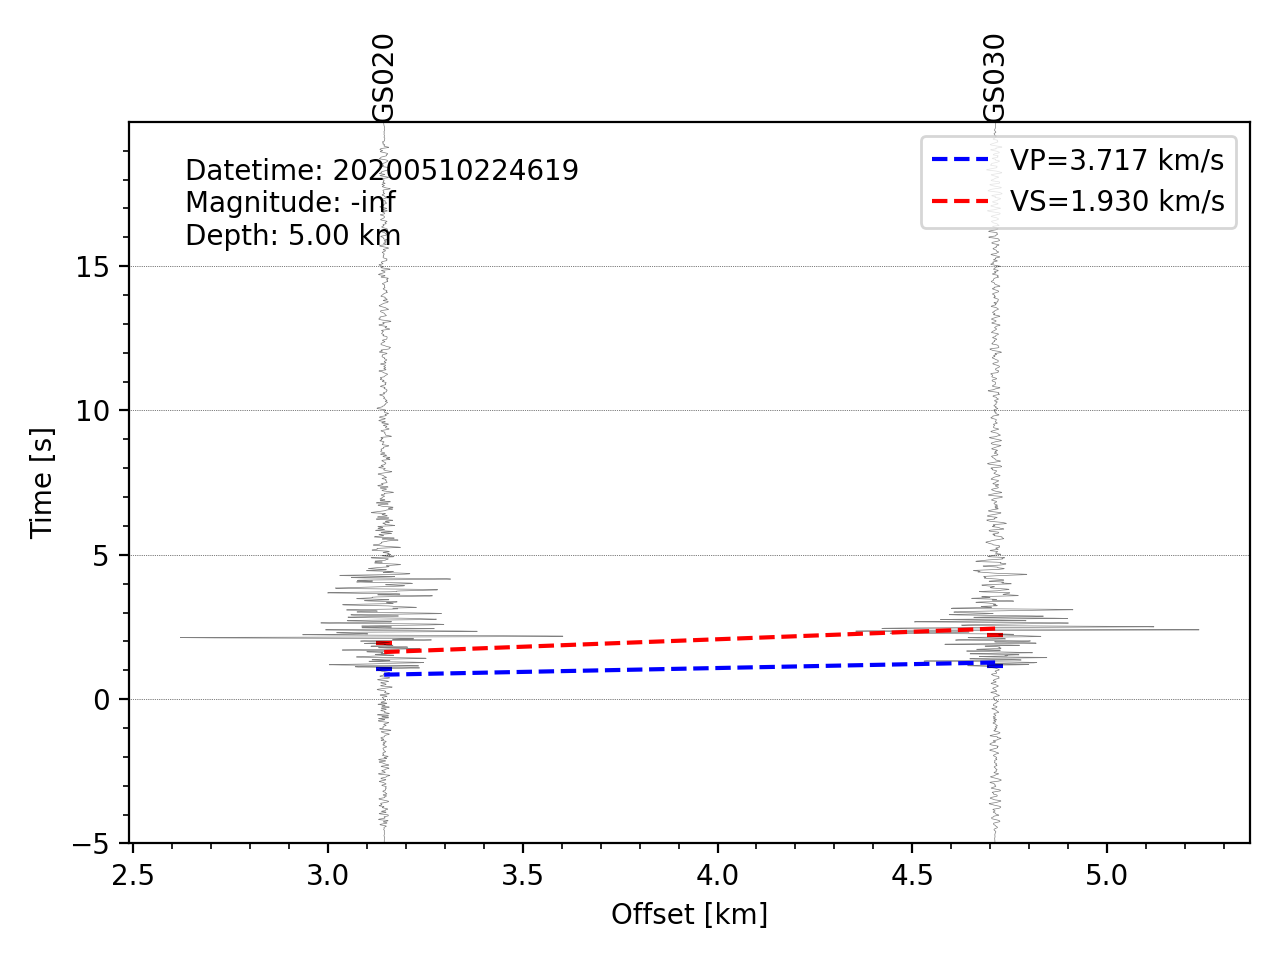 GS020
GS030
Datetime: 20200510224619
Magnitude: -inf
Depth: 5.00 km
VP=3.717 km/s
VS=1.930 km/s
Time [s]
15
10
5
0
−5
2.5
3.0
3.5
4.0
4.5
5.0
Offset [km]